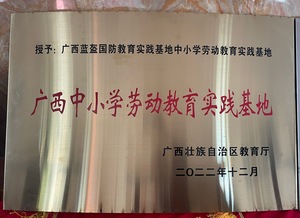 授予：广西蓝盔国防教育实践基地中小学劳动教育实践基地
广西中小学劳动教育实践基地
广西壮族自治区教育厅
二〇二二年十二月